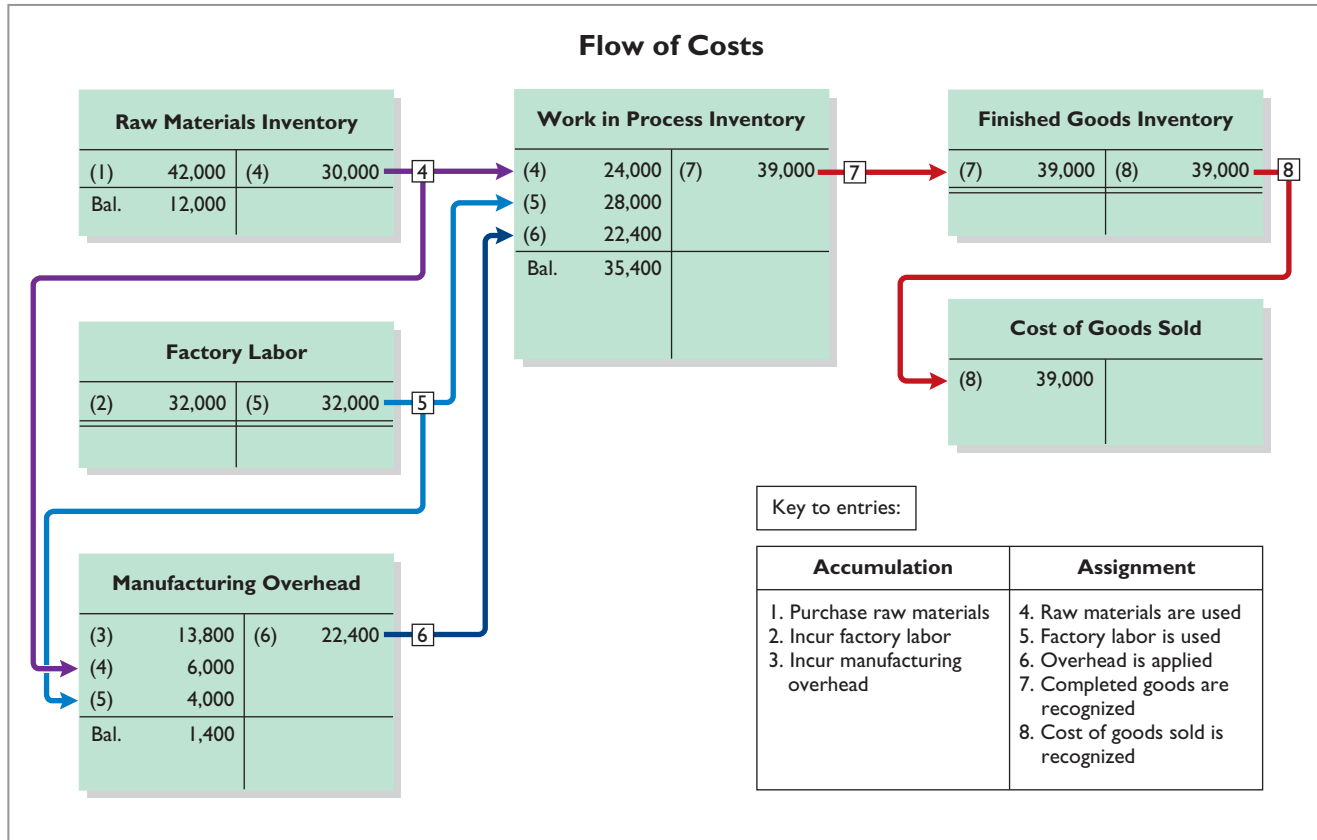 Flow of Costs
Raw Materials Inventory
(1) 42,000 (4) 30,000
Bal. 12,000
4
Work in Process Inventory
(4) 24,000 (7) 39,000
(5) 28,000
(6) 22,400
Bal. 35,400
7
Finished Goods Inventory
(7) 39,000 (8) 39,000
8
Factory Labor
(2) 32,000 (5) 32,000
5
Cost of Goods Sold
(8) 39,000
Manufacturing Overhead
(3) 13,800 (6) 22,400
(4) 6,000
(5) 4,000
Bal. 1,400
6
Key to entries:
Accumulation
1. Purchase raw materials
2. Incur factory labor
3. Incur manufacturing
overhead
Assignment
4. Raw materials are used
5. Factory labor is used
6. Overhead is applied
7. Completed goods are
recognized
8. Cost of goods sold is
recognized